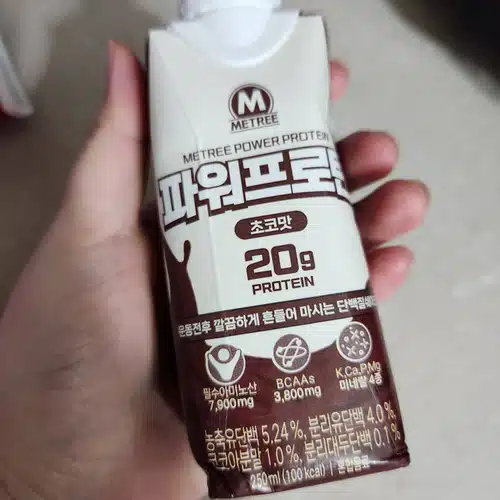 M
METREE
METREE POWER PROTEIN
파워프로틴
초코맛
20g
PROTEIN
운동전후 깔끔하게 흔들어 마시는 단백질
필수아미노산
7,900mg
BCAAs
3,800mg
K,Ca,P,Mg
미네랄 4종
농축유단백 5.24 %, 분리유단백 4.0 %,
코코아분말 1.0 %, 분리대두단백 0.1 %
250ml (100 kcal) | 혼합음료